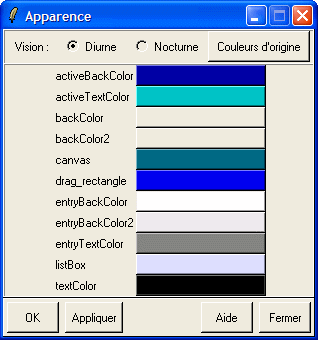 Apparence
Vision : Diurne Nocturne Couleurs d'origine
activeBackColor
activeTextColor
backColor
backColor2
canvas
drag_rectangle
entryBackColor
entryBackColor2
entryTextColor
listBox
textColor
OK Appliquer Aide Fermer